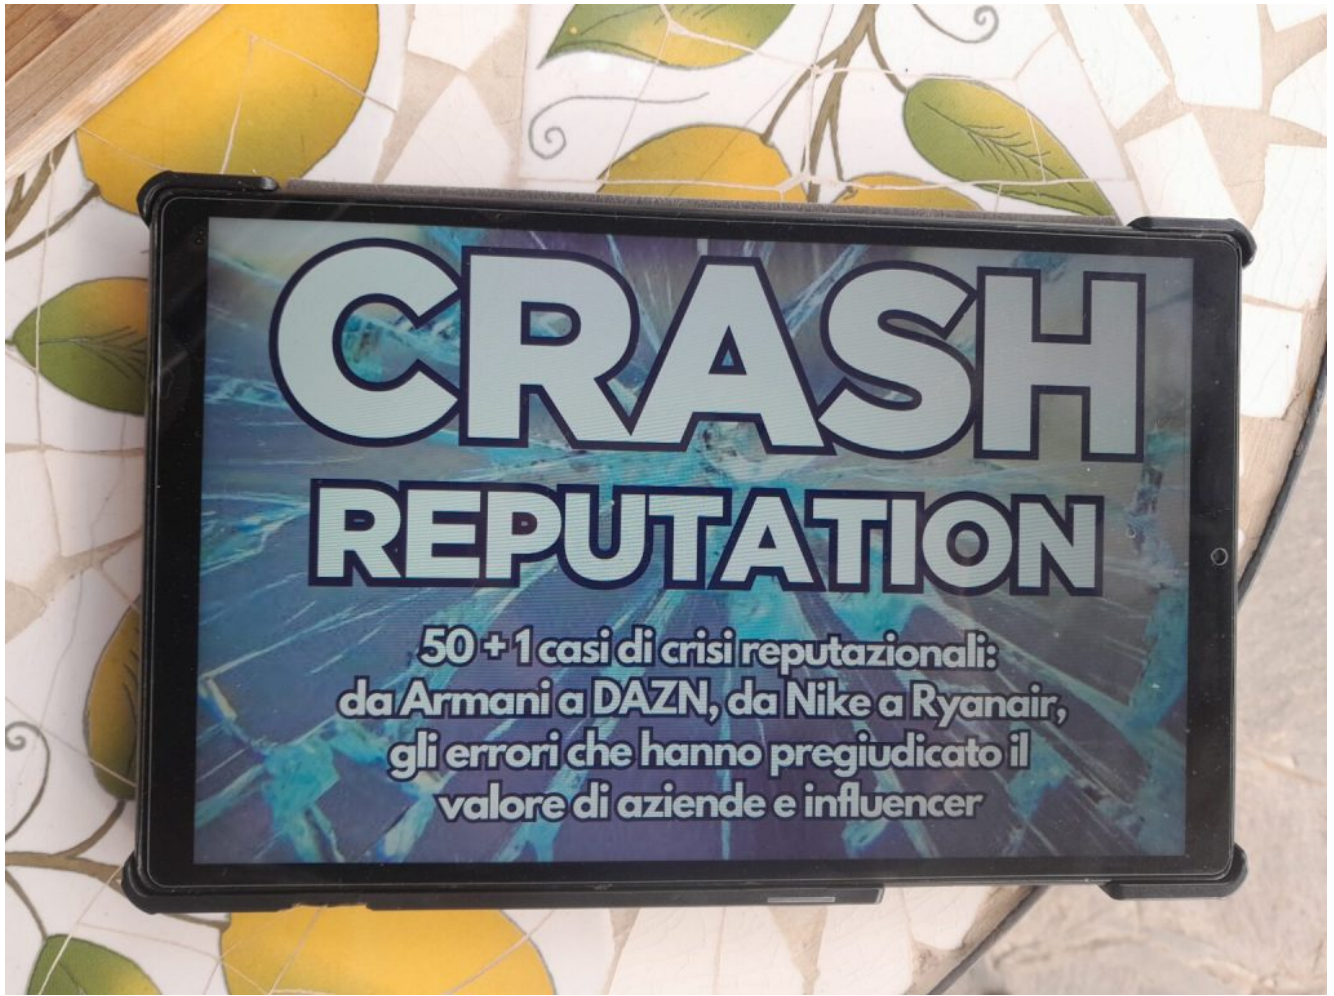 CRASH
REPUTATION
50 + 1 casi di crisi reputazionali:
da Armani a DAZN, da Nike a Ryanair,
gli errori che hanno pregiudicato il
valore di aziende e influencer